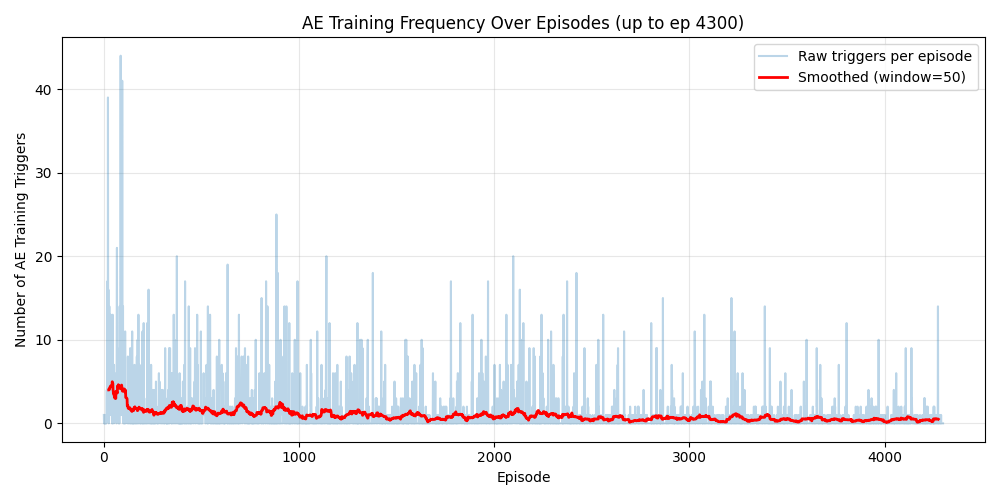 AE Training Frequency Over Episodes (up to ep 4300)
Raw triggers per episode
Smoothed (window=50)
Number of AE Training Triggers
40
30
20
10
0
0 1000 2000 3000 4000
Episode